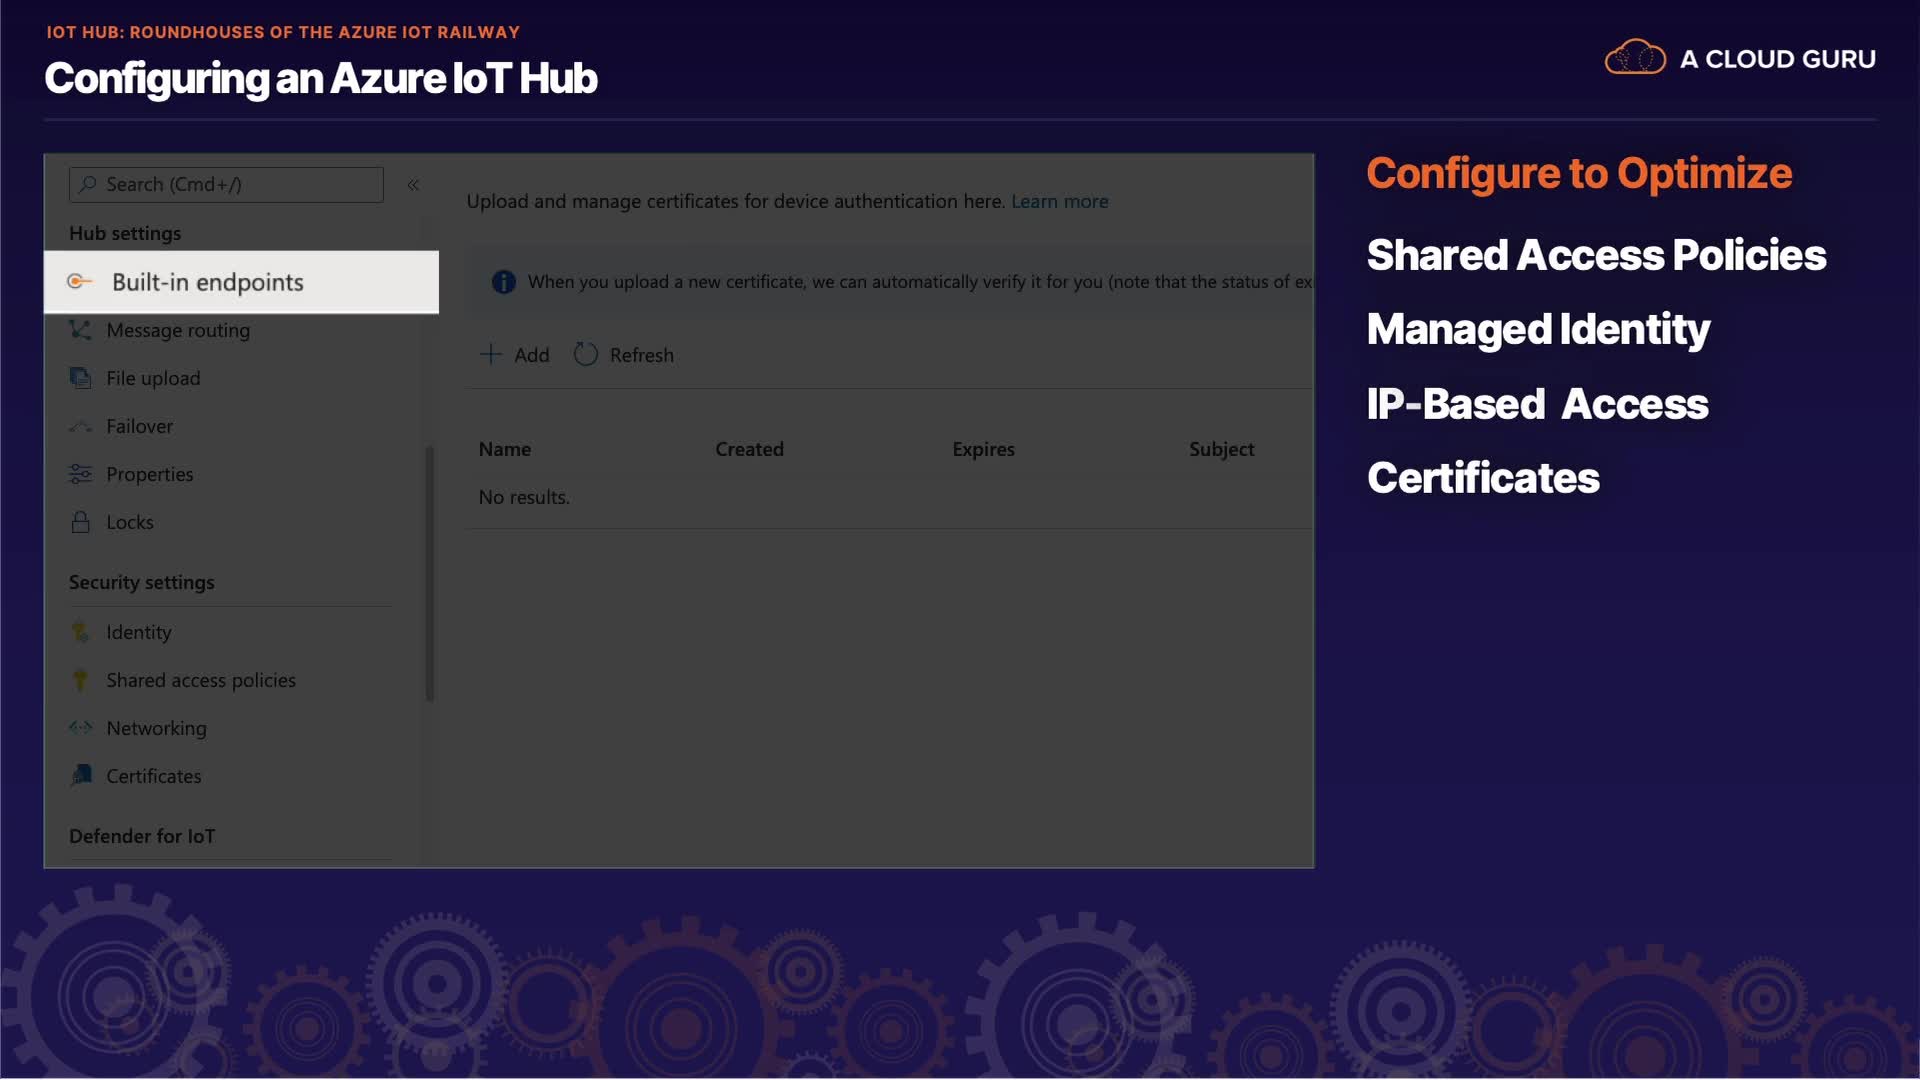 IOT HUB: ROUNDHOUSES OF THE AZURE IOT RAILWAY
Configuring an Azure IoT Hub
A CLOUD GURU
Search (Cmd+/)
«
Hub settings
Built-in endpoints
Message routing
File upload
Failover
Properties
Locks
Security settings
Identity
Shared access policies
Networking
Certificates
Defender for IoT
Upload and manage certificates for device authentication here. Learn more
When you upload a new certificate, we can automatically verify it for you (note that the status of ex
Add Refresh
Name Created Expires Subject
No results.
Configure to Optimize
Shared Access Policies
Managed Identity
IP-Based Access
Certificates